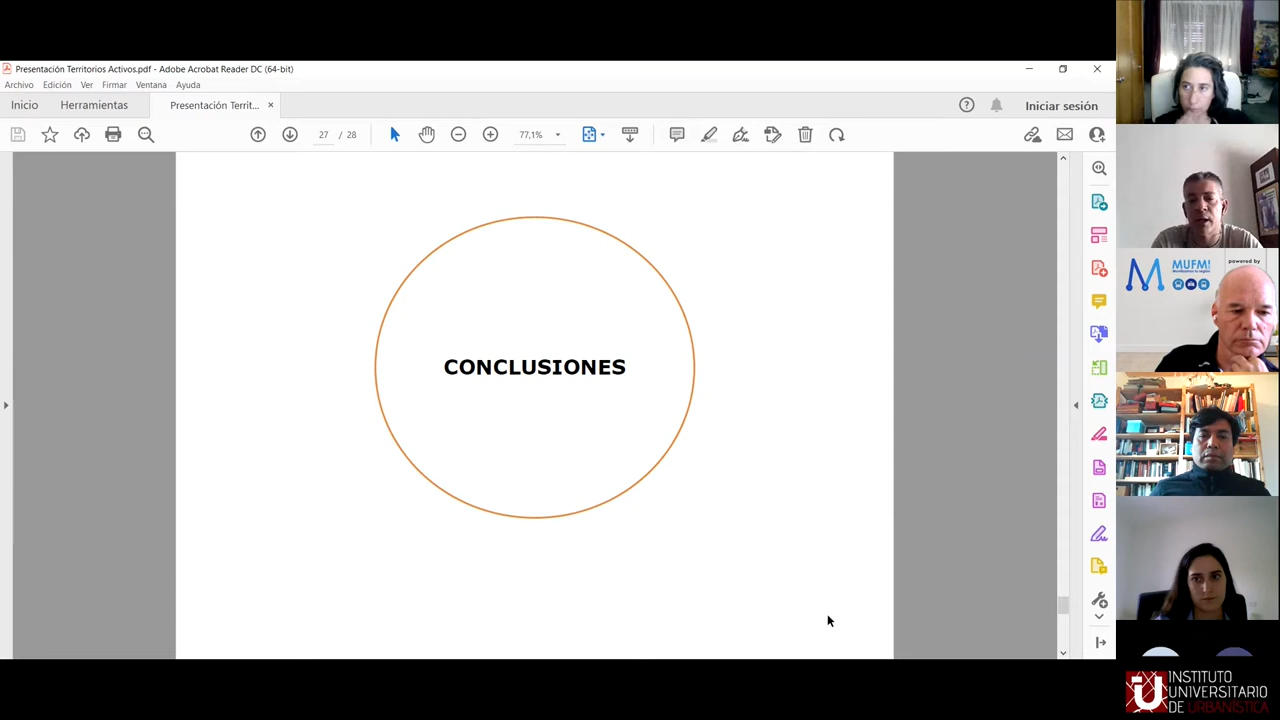 Presentación Territorios Activos.pdf - Adobe Acrobat Reader DC (64-bit)
Archivo Edición Ver Firmar Ventana Ayuda
Inicio Herramientas Presentación Territ... × Iniciar sesión
27 / 28 77,1%
CONCLUSIONES
MUFMI
powered by
INSTITUTO
UNIVERSITARIO
DE URBANÍSTICA